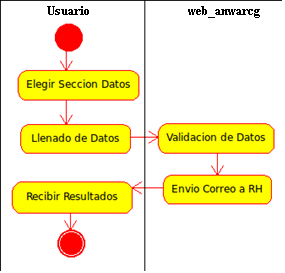 Usuario
web_anwarcg
Elegir Seccion Datos
Llenado de Datos
Validacion de Datos
Envio Correo a RH
Recibir Resultados